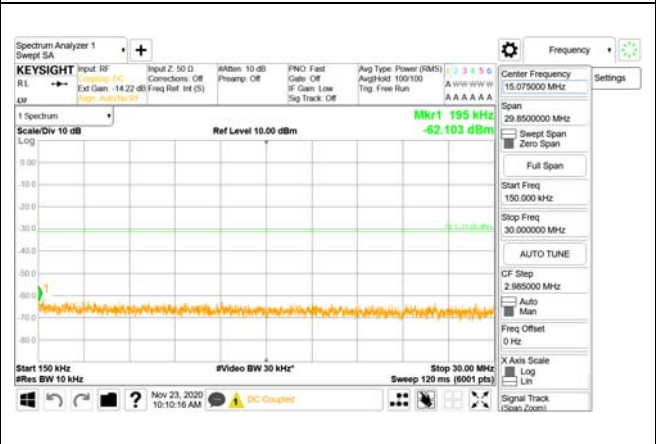 Spectrum Analyzer 1
Swept SA
+
Frequency
KEYSIGHT
RL
Input: RF
Coupling: DC
Ext Gain: -14.22 dB
Align: Auto/No RF
Input Z: 50 Ω
Corrections: Off
Freq Ref: Int (S)
#Atten: 10 dB
Preamp: Off
PNO: Fast
Gate: Off
IF Gain: Low
Sig Track: Off
Avg Type: Power (RMS)
Avg|Hold: 100/100
Trig: Free Run
1 2 3 4 5 6
A W W W W W
A A A A A A
1 Spectrum
Scale/Div 10 dB
Log
Ref Level 10.00 dBm
Mkr1 195 kHz
-62.103 dBm
0.00
-10.0
-20.0
-30.0
-40.0
-50.0
-60.0
-70.0
-80.0
1
Start 150 kHz
#Res BW 10 kHz
#Video BW 30 kHz*
Stop 30.00 MHz
Sweep 120 ms (6001 pts)
Center Frequency
15.075000 MHz
Settings
Span
29.8500000 MHz
Swept Span
Zero Span
Full Span
Start Freq
150.000 kHz
Stop Freq
30.000000 MHz
AUTO TUNE
CF Step
2.985000 MHz
Auto
Man
Freq Offset
0 Hz
X Axis Scale
Log
Lin
Signal Track
(Span Zoom)
?
Nov 23, 2020
10:10:16 AM
1
DC Coupled